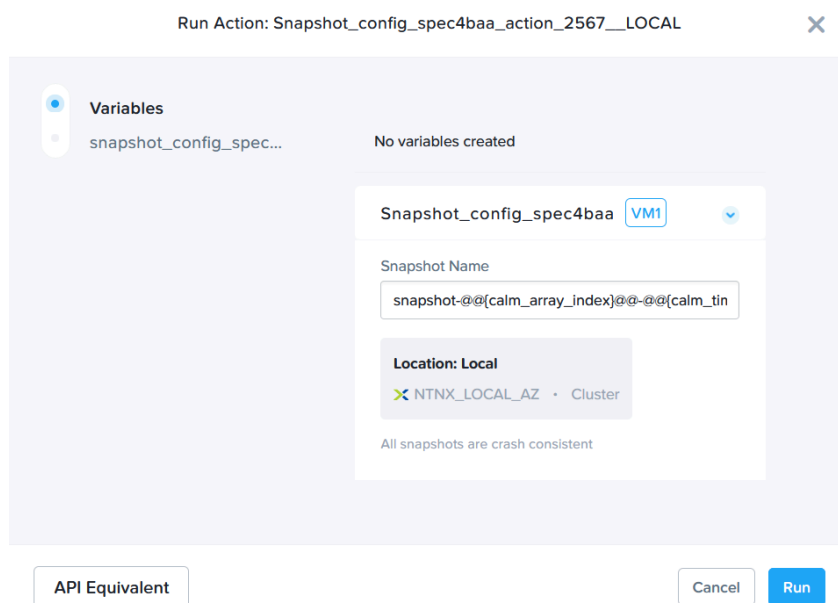 Run Action: Snapshot_config_spec4baa_action_2567__LOCAL
Variables
snapshot_config_spec...
No variables created
Snapshot_config_spec4baa VM1
Snapshot Name
snapshot-@@{calm_array_index}@@-@@{calm_tin
Location: Local
NTNX_LOCAL_AZ • Cluster
All snapshots are crash consistent
API Equivalent
Cancel
Run